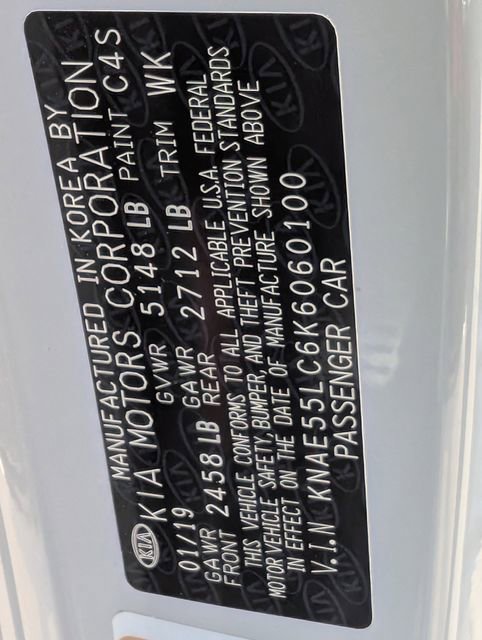 MANUFACTURED IN KOREA BY
KIA KIA MOTORS CORPORATION
01/19 GVWR 5148 LB PAINT C4S
GAWR FRONT 2458 LB GAWR REAR 2712 LB TRIM WK
THIS VEHICLE CONFORMS TO ALL APPLICABLE U.S.A. FEDERAL
MOTOR VEHICLE SAFETY, BUMPER, AND THEFT PREVENTION STANDARDS
IN EFFECT ON THE DATE OF MANUFACTURE SHOWN ABOVE
V.I.N KNAE55LC6K6060100
PASSENGER CAR